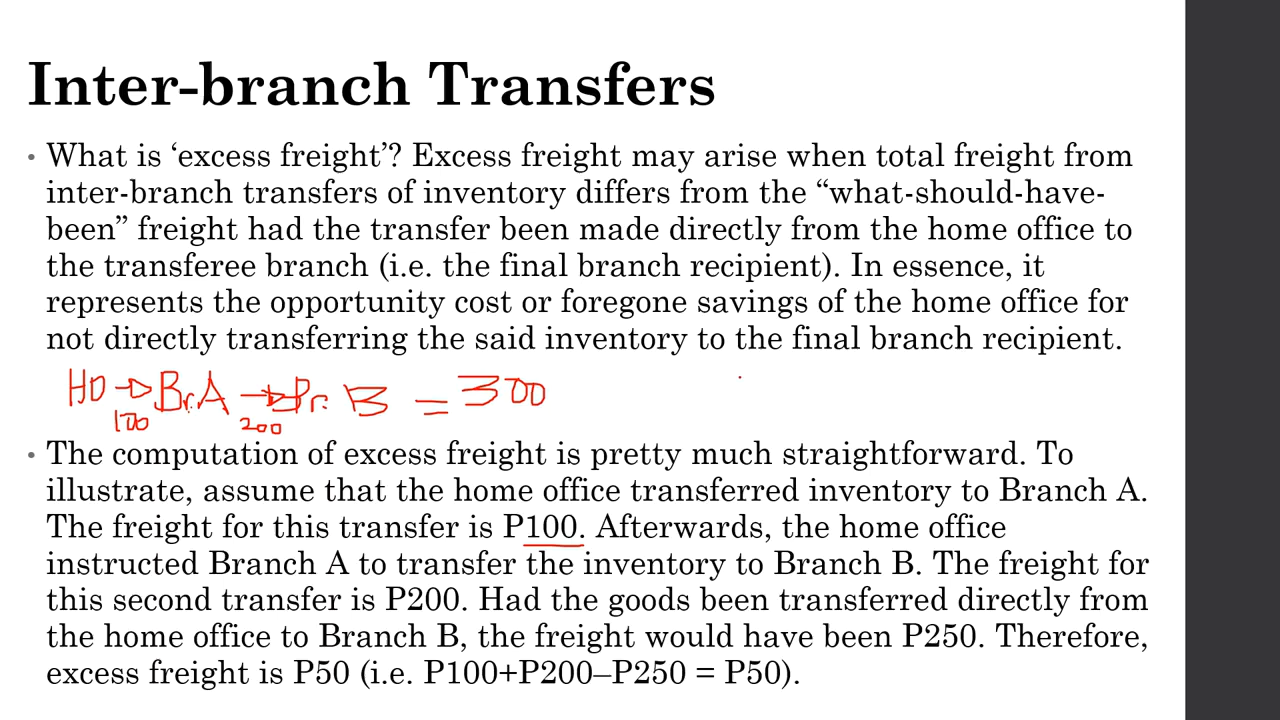 Inter-branch Transfers
• What is ‘excess freight’? Excess freight may arise when total freight from
inter-branch transfers of inventory differs from the “what-should-have-
been” freight had the transfer been made directly from the home office to
the transferee branch (i.e. the final branch recipient). In essence, it
represents the opportunity cost or foregone savings of the home office for
not directly transferring the said inventory to the final branch recipient.
HO → Br. A → Br. B = 300
100 200
• The computation of excess freight is pretty much straightforward. To
illustrate, assume that the home office transferred inventory to Branch A.
The freight for this transfer is P100. Afterwards, the home office
instructed Branch A to transfer the inventory to Branch B. The freight for
this second transfer is P200. Had the goods been transferred directly from
the home office to Branch B, the freight would have been P250. Therefore,
excess freight is P50 (i.e. P100+P200–P250 = P50).